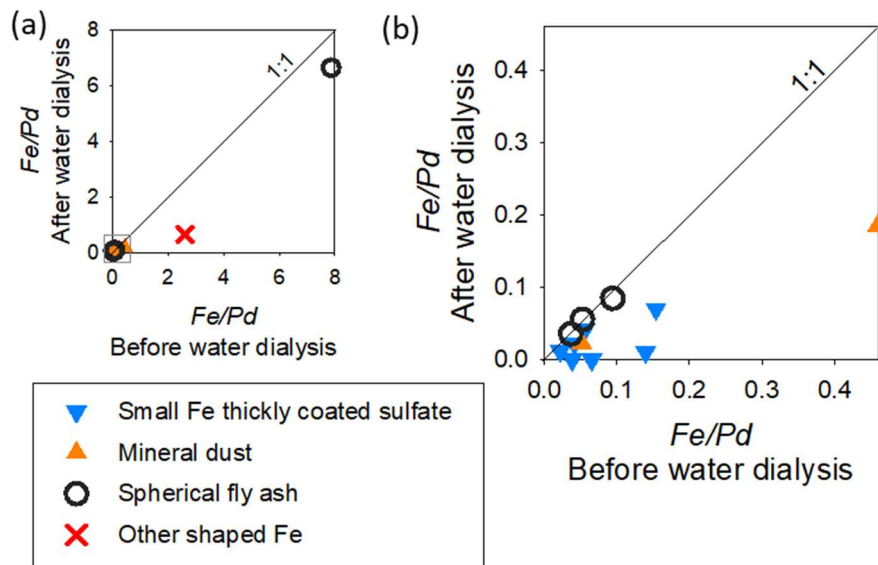 (a)
8
6
4
2
0
Fe/Pd
After water dialysis
1:1
0 2 4 6 8
Fe/Pd
Before water dialysis
(b)
0.4
0.3
0.2
0.1
0.0
Fe/Pd
After water dialysis
1:1
0.0 0.1 0.2 0.3 0.4
Fe/Pd
Before water dialysis
Small Fe thickly coated sulfate
Mineral dust
Spherical fly ash
Other shaped Fe